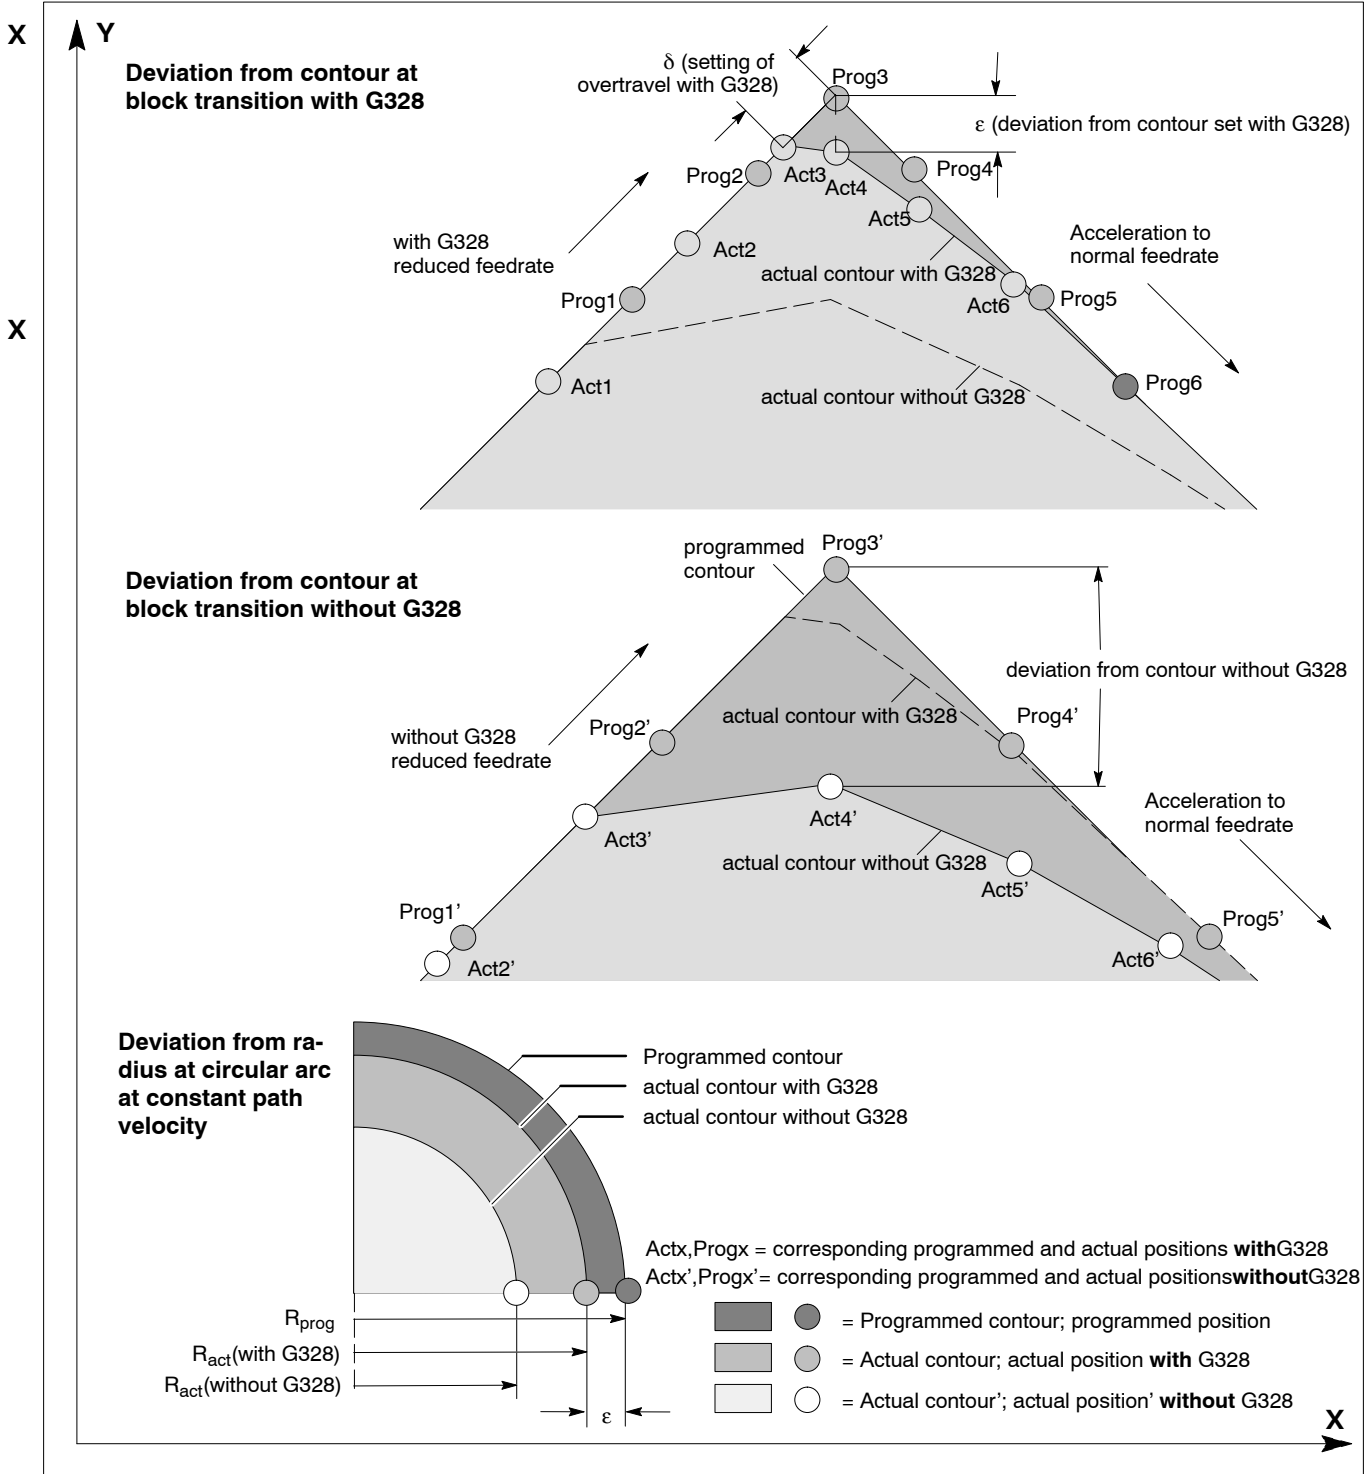 X
Y
Deviation from contour at
block transition with G328
δ (setting of
overtravel with G328)
Prog3
ε (deviation from contour set with G328)
Prog2
Act3
Act4
Prog4
Act5
with G328
reduced feedrate
Act2
actual contour with G328
Acceleration to
normal feedrate
Prog1
Act6
Prog5
X
Act1
actual contour without G328
Prog6
programmed
contour
Prog3’
Deviation from contour at
block transition without G328
deviation from contour without G328
actual contour with G328
Prog4’
Prog2’
without G328
reduced feedrate
Acceleration to
normal feedrate
Act4’
Act3’
actual contour without G328
Act5’
Prog1’
Prog5’
Act2’
Act6’
Deviation from ra-
dius at circular arc
at constant path
velocity
Programmed contour
actual contour with G328
actual contour without G328
Actx,Progx = corresponding programmed and actual positions withG328
Actx’,Progx’= corresponding programmed and actual positionswithoutG328
Rprog
= Programmed contour; programmed position
Ract(with G328)
= Actual contour; actual position with G328
Ract(without G328)
= Actual contour’; actual position’ without G328
ε
X